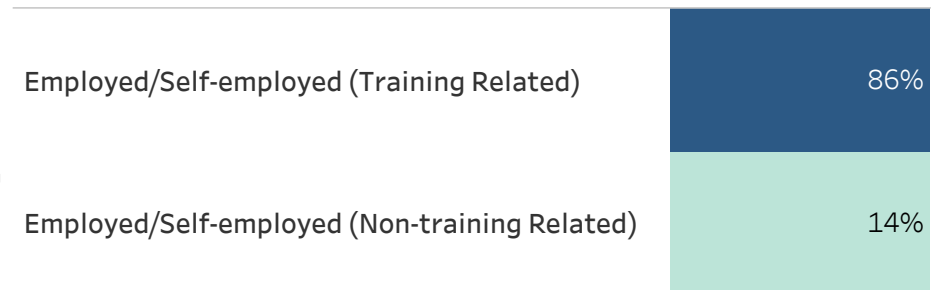 Employed/Self-employed (Training Related) 86%
Employed/Self-employed (Non-training Related) 14%